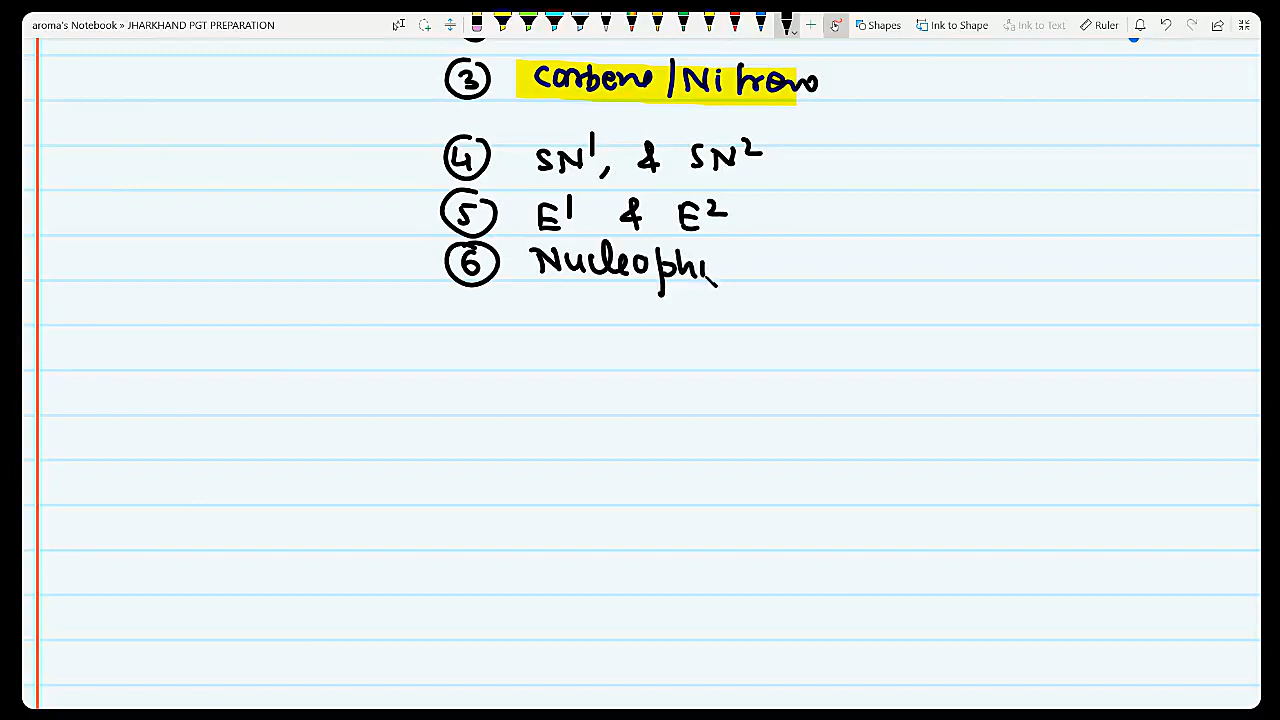 aroma's Notebook » JHARKHAND PGT PREPARATION
Shapes Ink to Shape Ink to Text Ruler
3 Carbene/Nitrene
4 SN1, & SN2
5 E1 & E2
6 Nucleophi